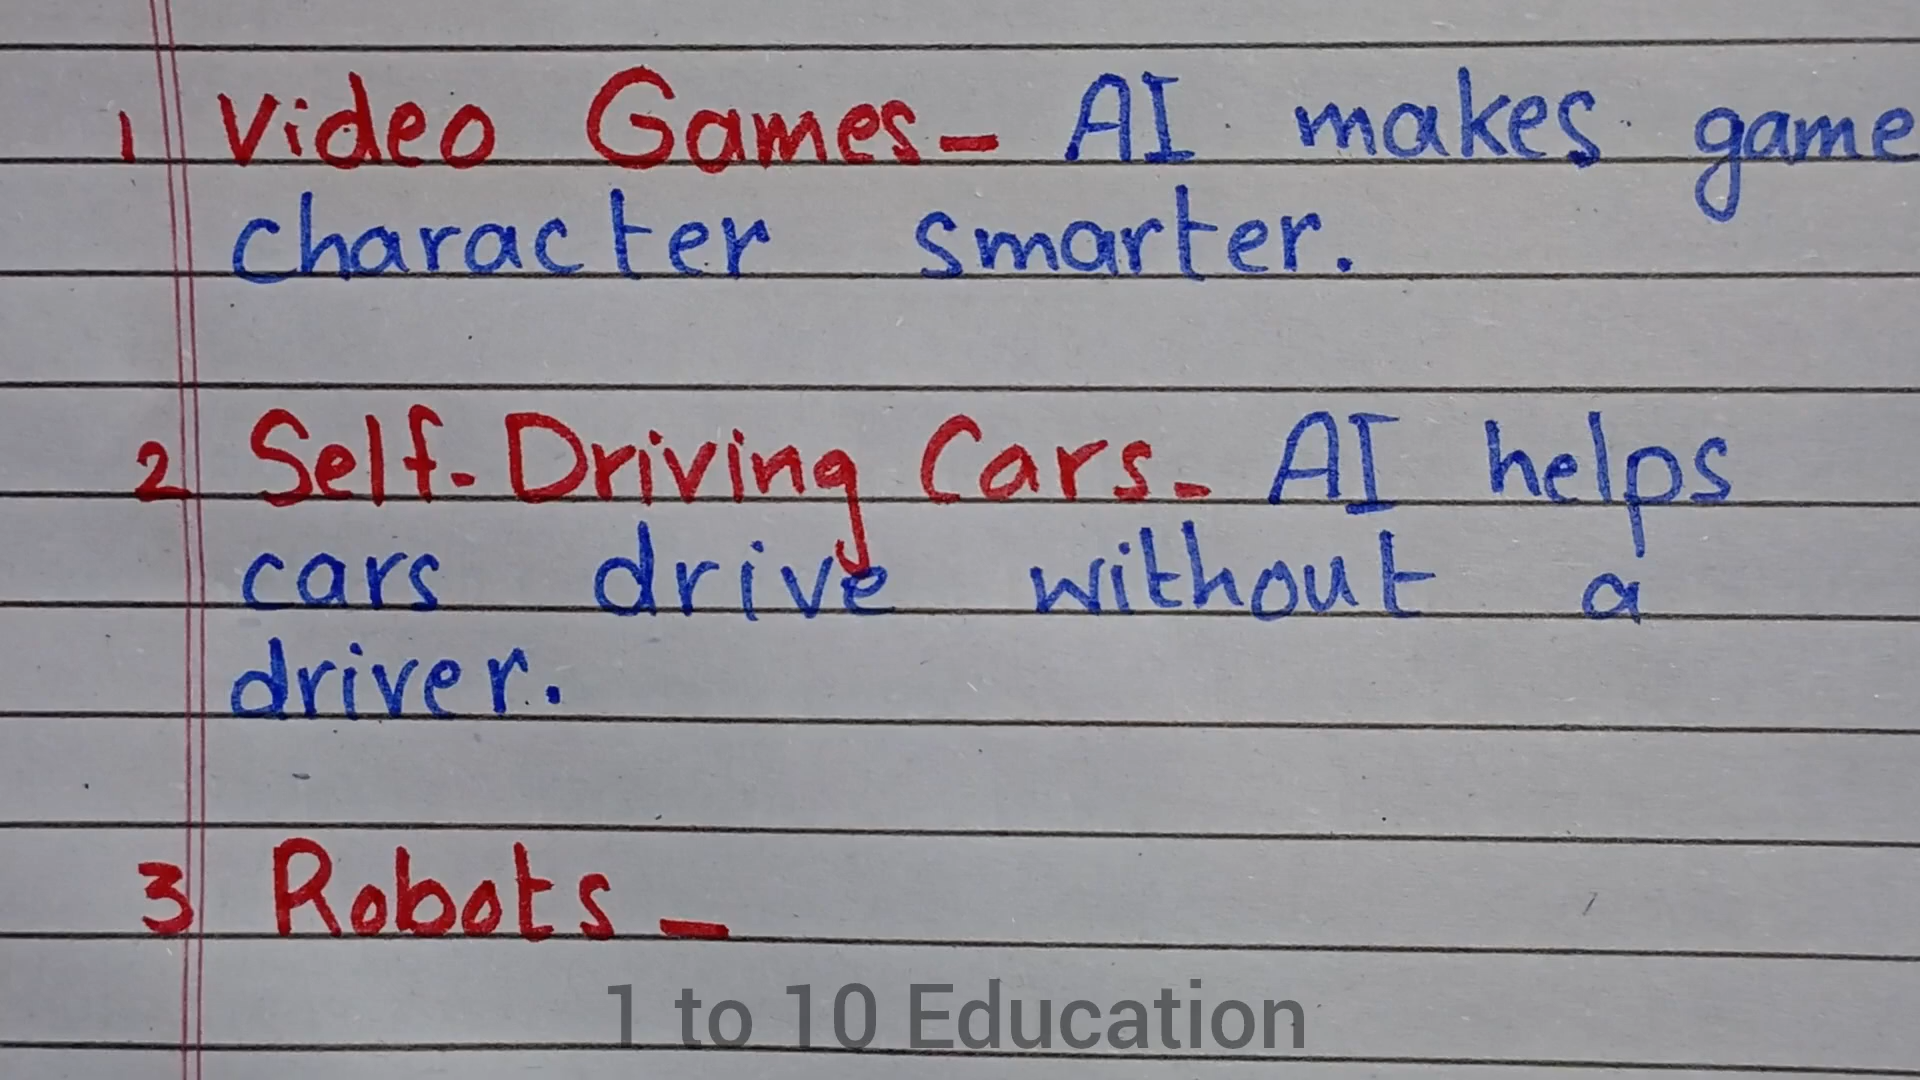 1 Video Games - AI makes game
character smarter.
2 Self-Driving Cars - AI helps
cars drive without a
driver.
3 Robots -
1 to 10 Education